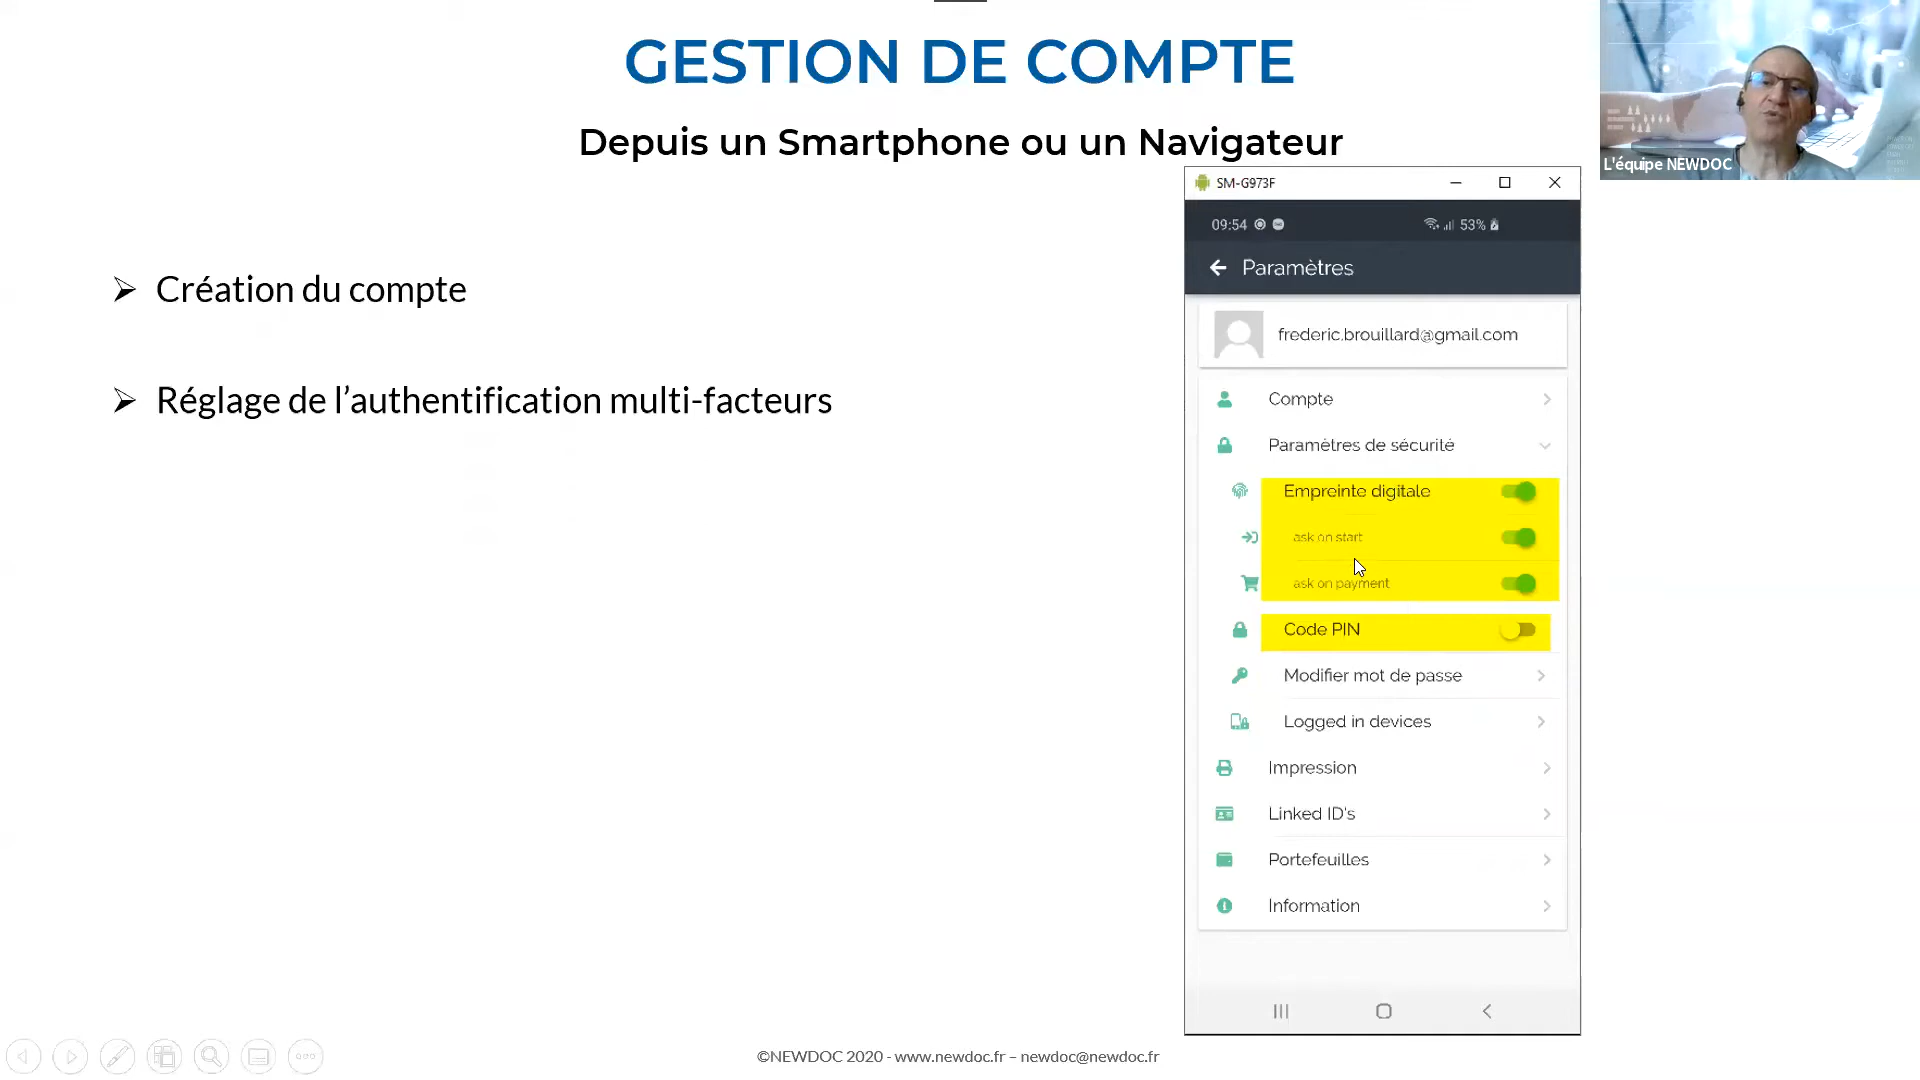 GESTION DE COMPTE
Depuis un Smartphone ou un Navigateur
L'équipe NEWDOC
Création du compte
Réglage de l’authentification multi-facteurs
SM-G973F
09:54
53%
Paramètres
frederic.brouillard@gmail.com
Compte
Paramètres de sécurité
Empreinte digitale
ask on start
ask on payment
Code PIN
Modifier mot de passe
Logged in devices
Impression
Linked ID's
Portefeuilles
Information
©NEWDOC 2020 - www.newdoc.fr – newdoc@newdoc.fr